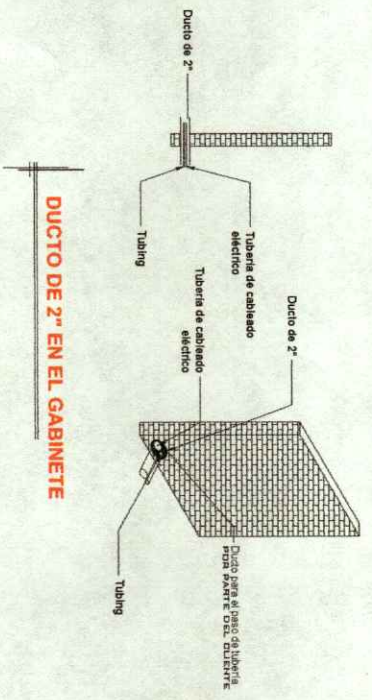 Ducto de 2"
Tubería de cableado
eléctrico
Tubing
Ducto de 2"
Tubería de cableado
eléctrico
Ducto para el paso de tubería
POR PARTE DEL CLIENTE
Tubing
DUCTO DE 2" EN EL GABINETE